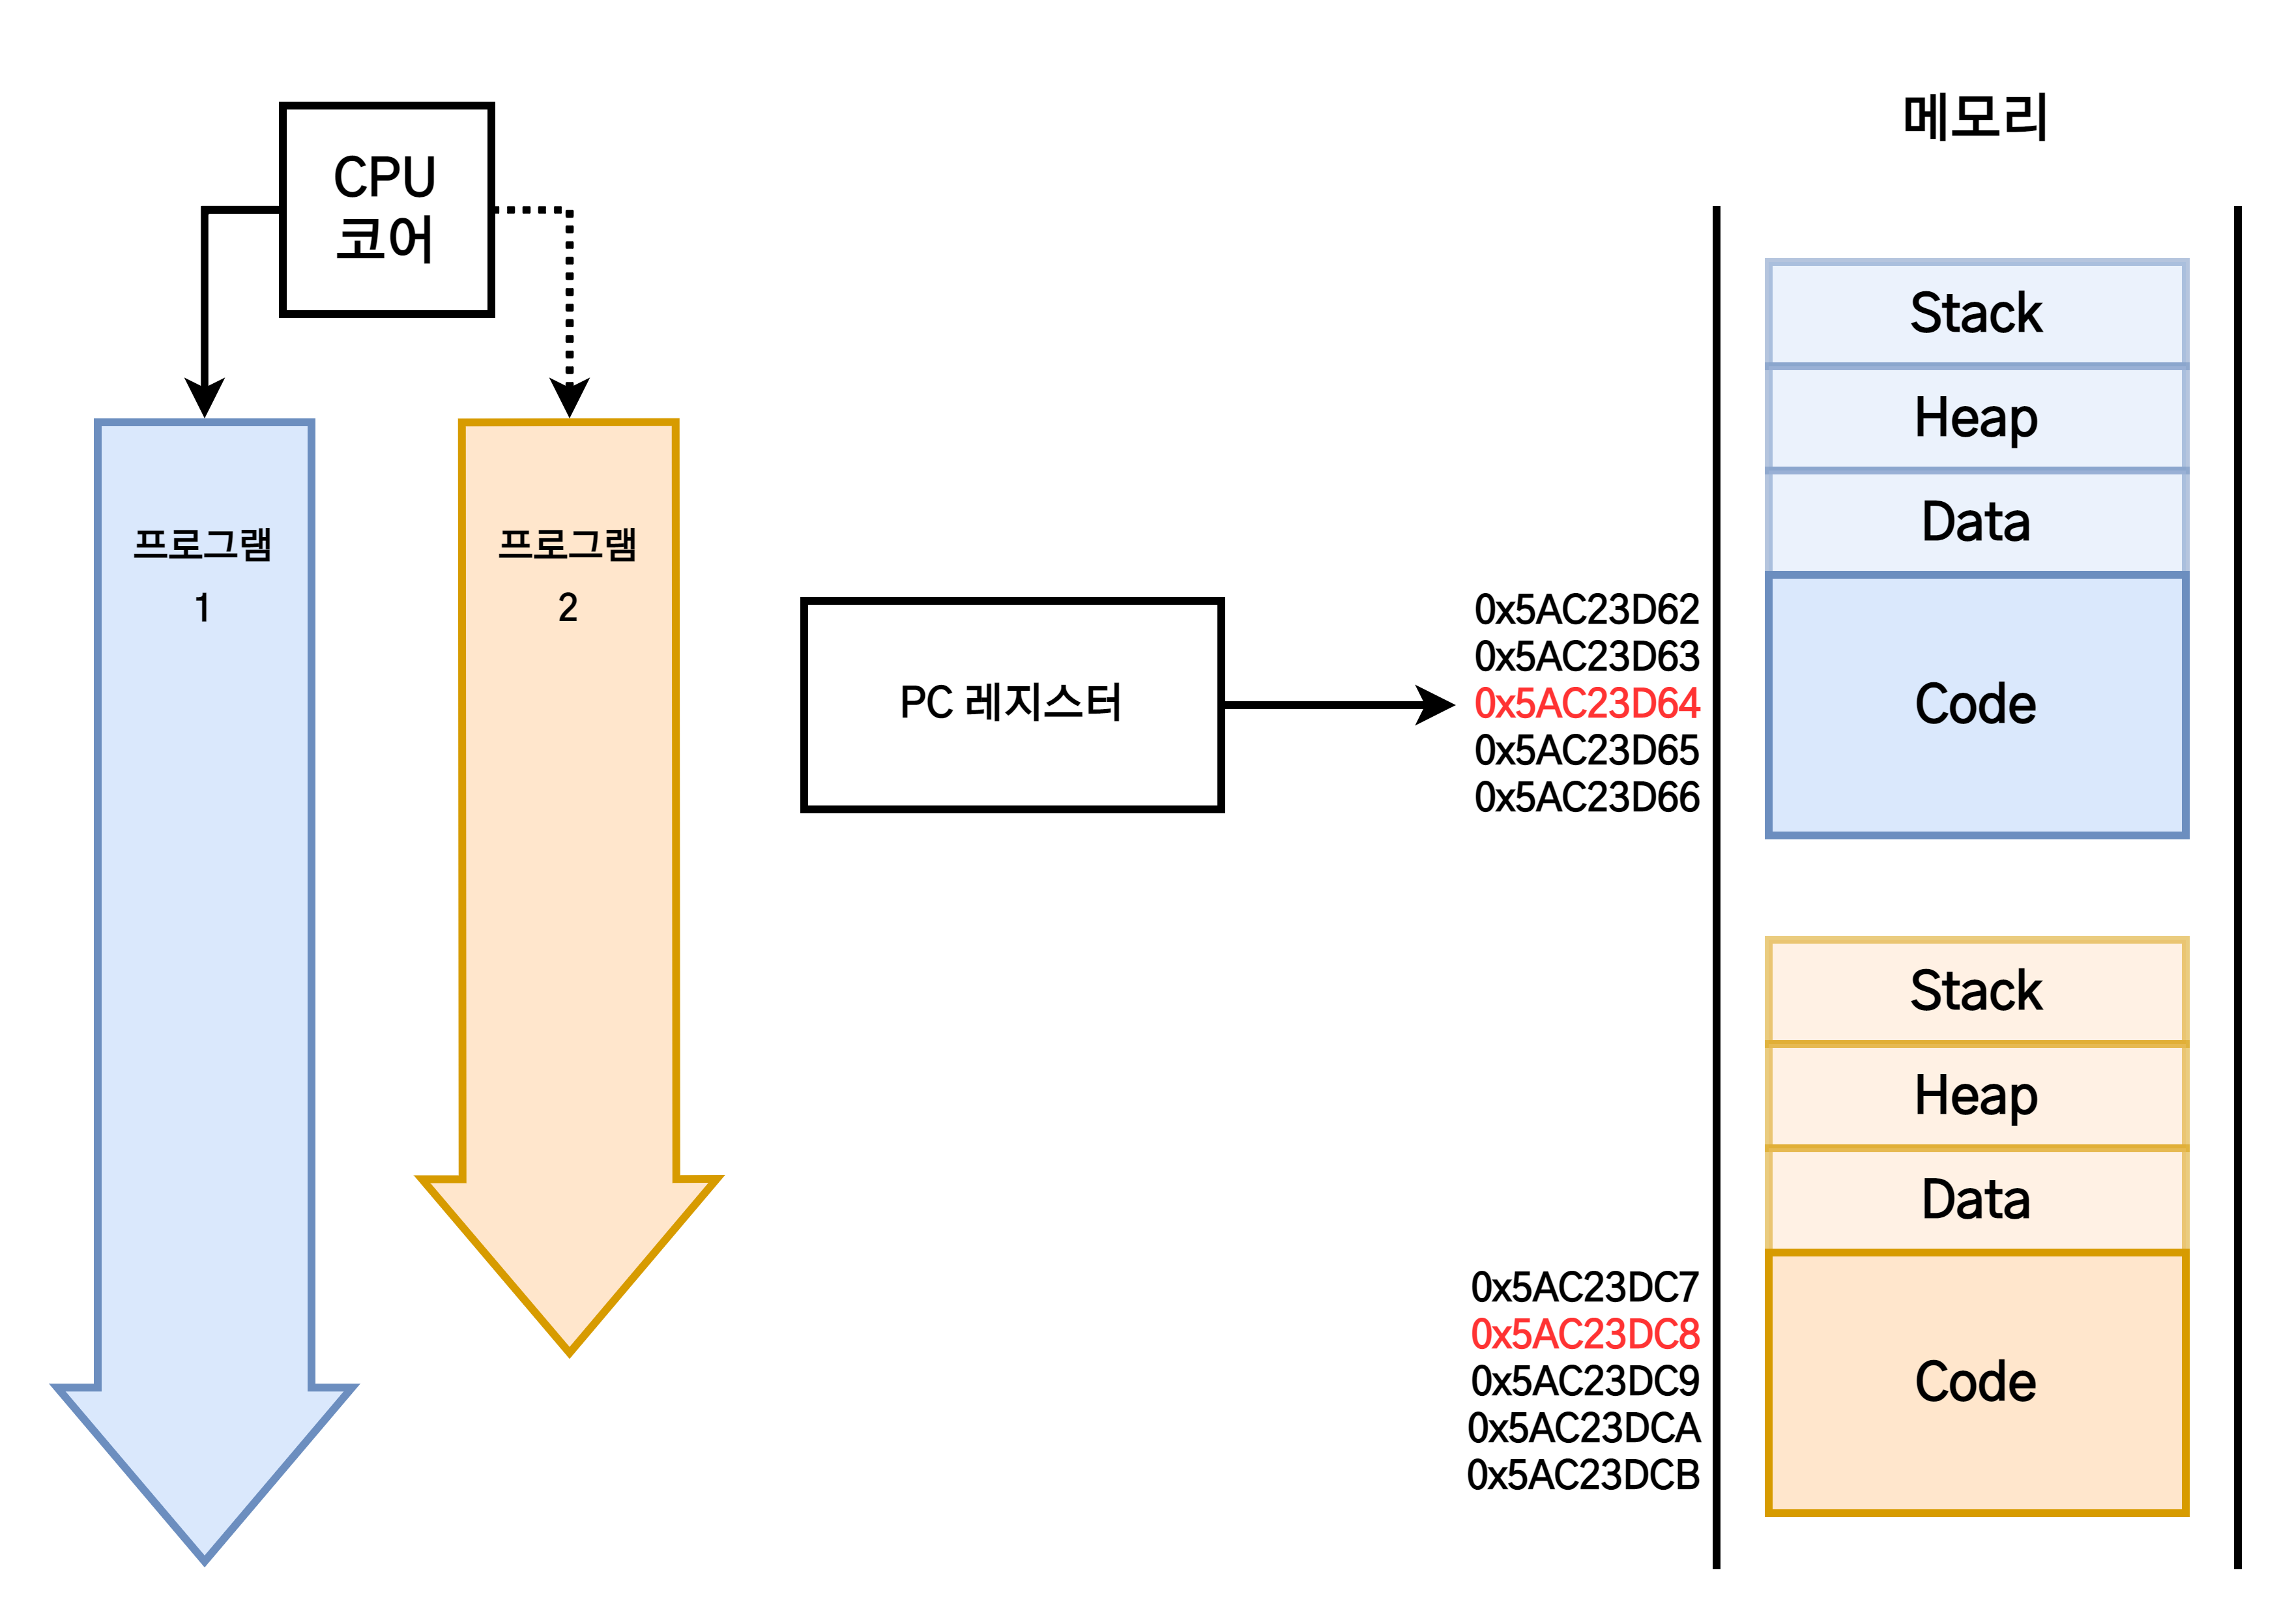 CPU
코어
프로그램
1
프로그램
2
PC 레지스터
메모리
Stack
Heap
Data
0x5AC23D62
0x5AC23D63
0x5AC23D64
0x5AC23D65
0x5AC23D66
Code
Stack
Heap
Data
0x5AC23DC7
0x5AC23DC8
0x5AC23DC9
0x5AC23DCA
0x5AC23DCB
Code